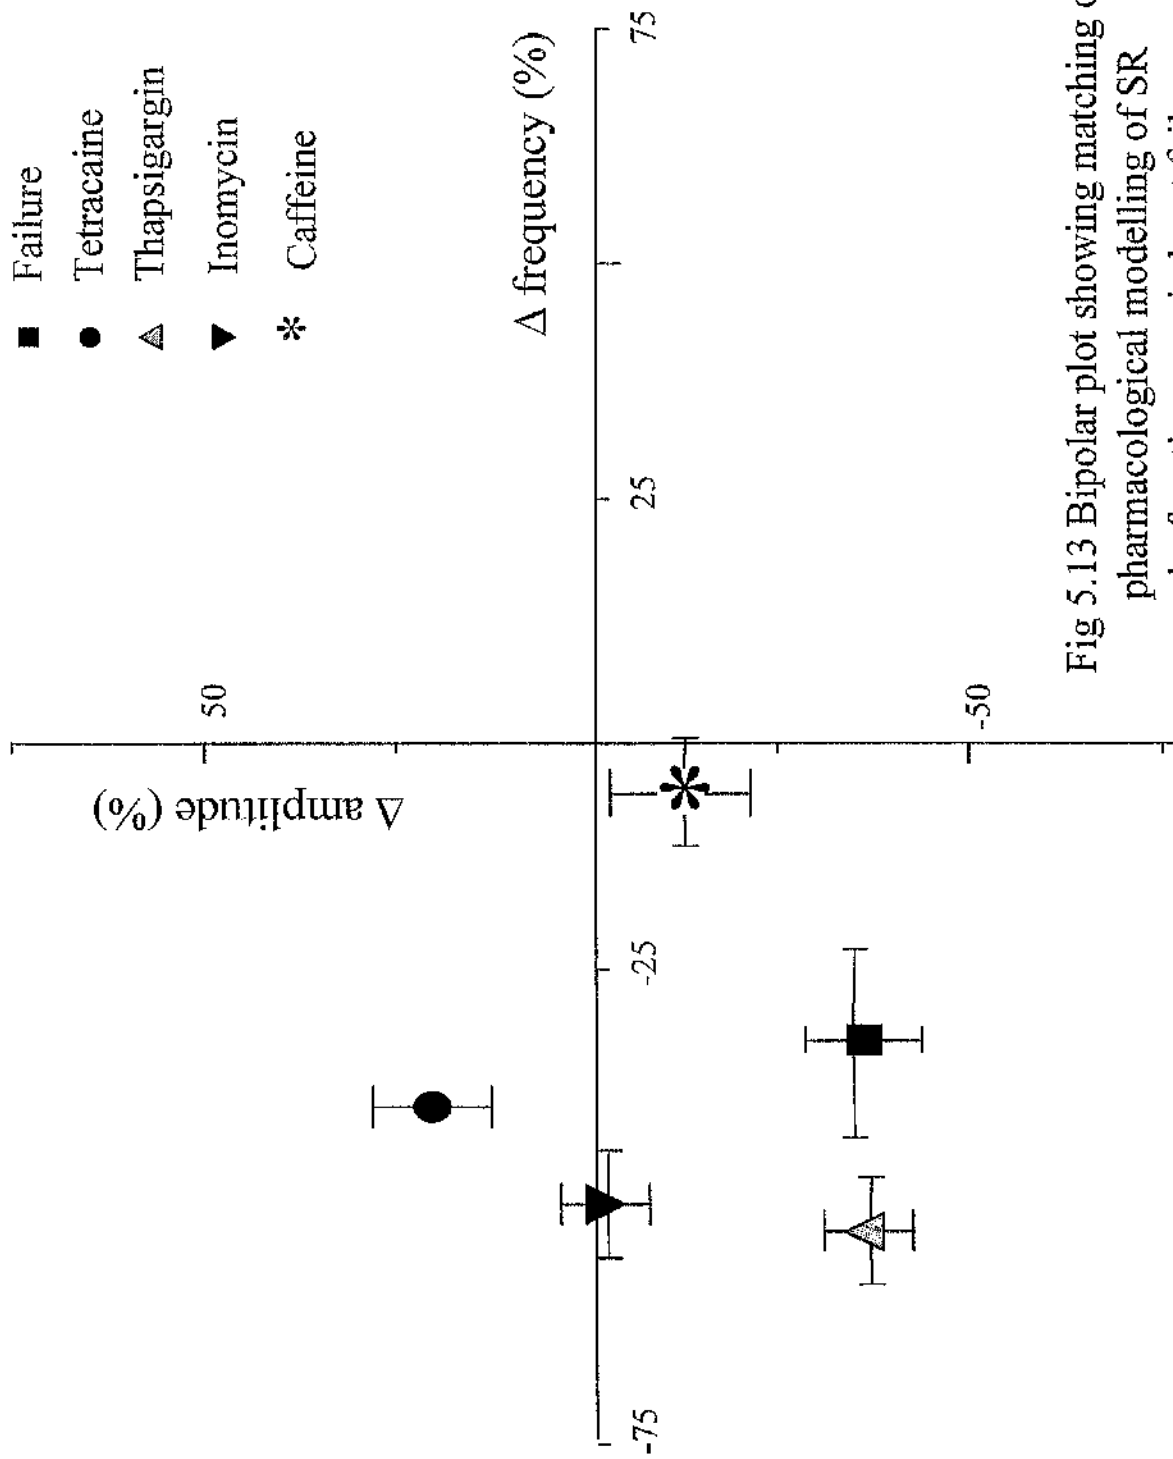 Failure
Tetracaine
Thapsigargin
Inomycin
Caffeine
Δ amplitude (%)
50
Δ frequency (%)
-75
-25
25
75
-50
Fig 5.13 Bipolar plot showing matching
pharmacological modelling of SR